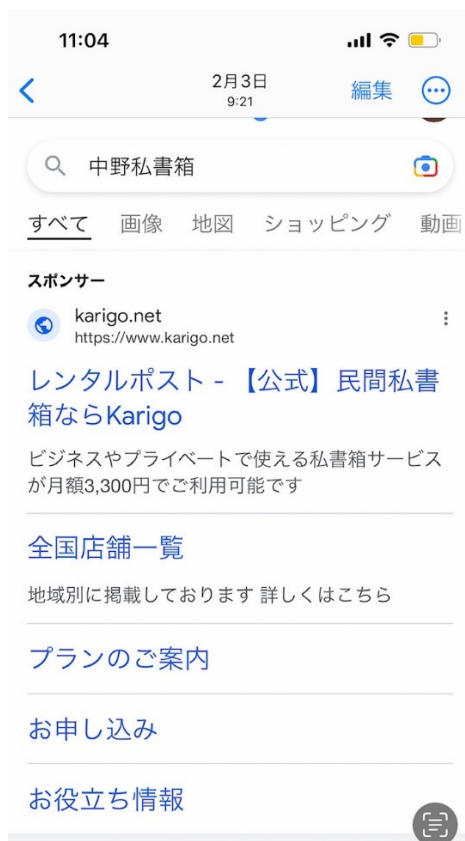 11:04
2月3日
9:21
編集
中野私書箱
すべて 画像 地図 ショッピング 動画
スポンサー
karigo.net
https://www.karigo.net
レンタルポスト - 【公式】民間私書
箱ならKarigo
ビジネスやプライベートで使える私書箱サービス
が月額3,300円でご利用可能です
全国店舗一覧
地域別に掲載しております 詳しくはこちら
プランのご案内
お申し込み
お役立ち情報